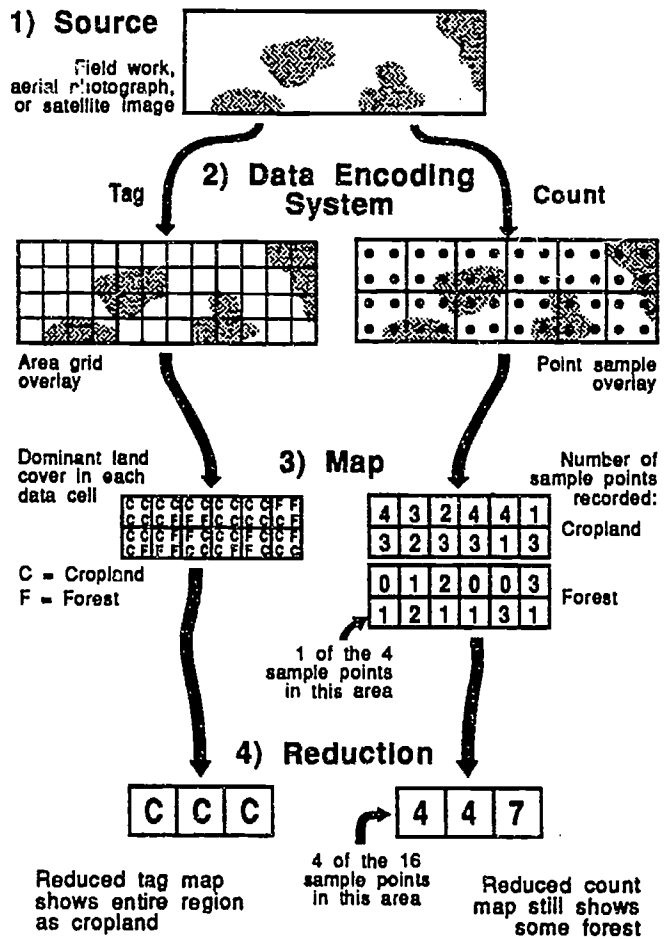 1) Source
Field work,
aerial photograph,
or satellite image
2) Data Encoding
System
Tag
Count
Area grid
overlay
Point sample
overlay
3) Map
Dominant land
cover in each
data cell
C = Cropland
F = Forest
Number of
sample points
recorded:
4 3 2 4 4 1
3 2 3 3 1 3
Cropland
0 1 2 0 0 3
1 2 1 1 3 1
Forest
1 of the 4
sample points
in this area
4) Reduction
C C C
4 4 7
Reduced tag map
shows entire region
as cropland
4 of the 16
sample points
in this area
Reduced count
map still shows
some forest